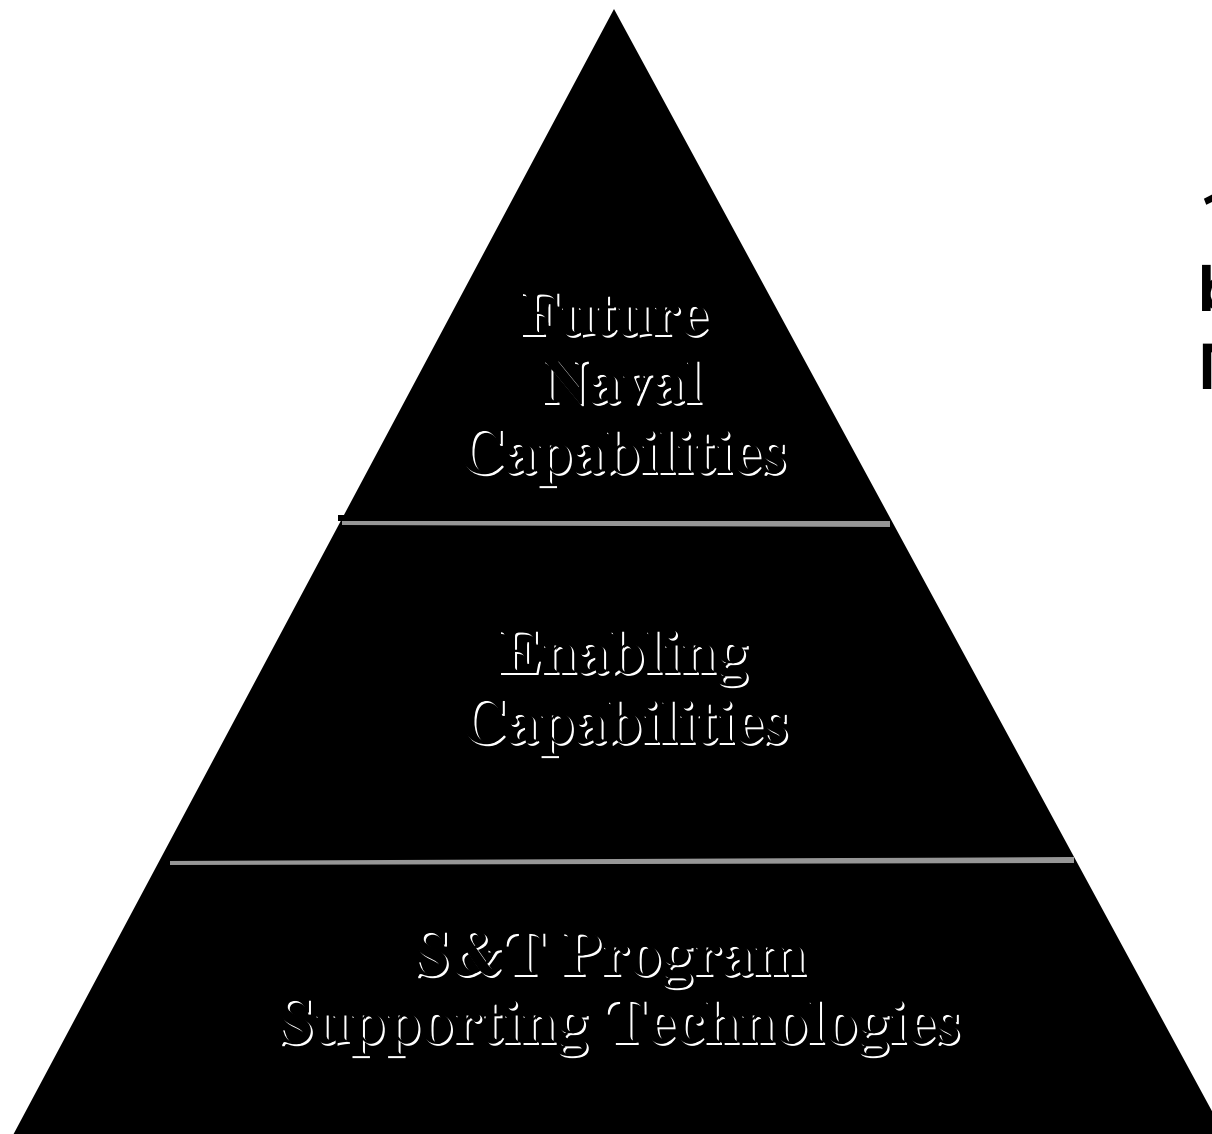 Future
Naval
Capabilities
Enabling
Capabilities
S&T Program
Supporting Technologies